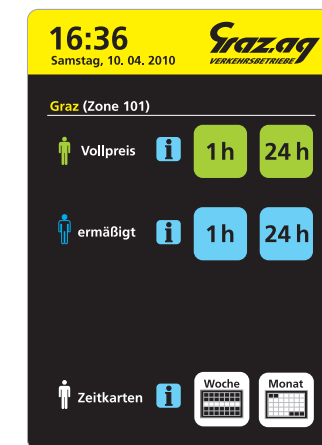 16:36
Samstag, 10. 04. 2010
Graz.ag
VERKEHRSBETRIEBE
Graz (Zone 101)
Vollpreis i 1 h 24 h
ermäßigt i 1 h 24 h
Zeitkarten i Woche Monat